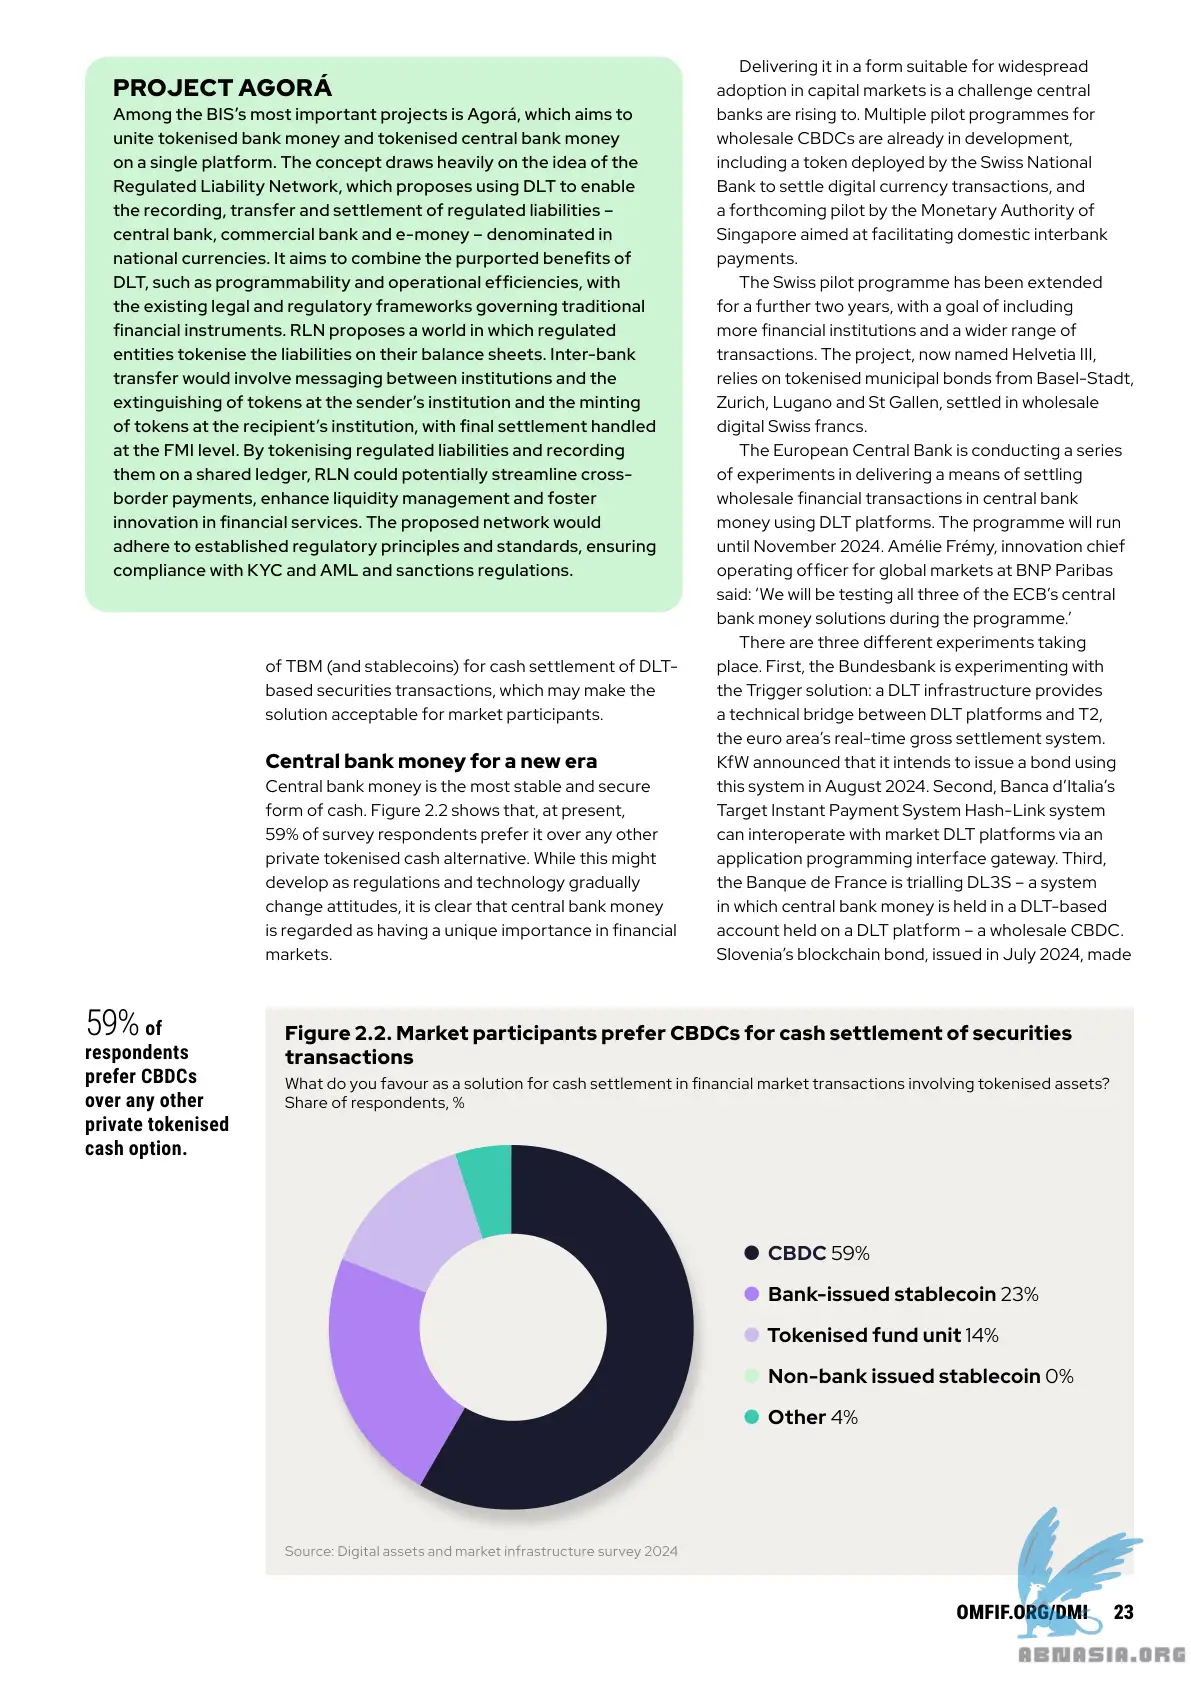 PROJECT AGORÁ
Among the BIS’s most important projects is Agorá, which aims to
unite tokenised bank money and tokenised central bank money
on a single platform. The concept draws heavily on the idea of the
Regulated Liability Network, which proposes using DLT to enable
the recording, transfer and settlement of regulated liabilities –
central bank, commercial bank and e-money – denominated in
national currencies. It aims to combine the purported benefits of
DLT, such as programmability and operational efficiencies, with
the existing legal and regulatory frameworks governing traditional
financial instruments. RLN proposes a world in which regulated
entities tokenise the liabilities on their balance sheets. Inter-bank
transfer would involve messaging between institutions and the
extinguishing of tokens at the sender’s institution and the minting
of tokens at the recipient’s institution, with final settlement handled
at the FMI level. By tokenising regulated liabilities and recording
them on a shared ledger, RLN could potentially streamline cross-
border payments, enhance liquidity management and foster
innovation in financial services. The proposed network would
adhere to established regulatory principles and standards, ensuring
compliance with KYC and AML and sanctions regulations.
of TBM (and stablecoins) for cash settlement of DLT-
based securities transactions, which may make the
solution acceptable for market participants.
Central bank money for a new era
Central bank money is the most stable and secure
form of cash. Figure 2.2 shows that, at present,
59% of survey respondents prefer it over any other
private tokenised cash alternative. While this might
develop as regulations and technology gradually
change attitudes, it is clear that central bank money
is regarded as having a unique importance in financial
markets.
Delivering it in a form suitable for widespread
adoption in capital markets is a challenge central
banks are rising to. Multiple pilot programmes for
wholesale CBDCs are already in development,
including a token deployed by the Swiss National
Bank to settle digital currency transactions, and
a forthcoming pilot by the Monetary Authority of
Singapore aimed at facilitating domestic interbank
payments.
The Swiss pilot programme has been extended
for a further two years, with a goal of including
more financial institutions and a wider range of
transactions. The project, now named Helvetia III,
relies on tokenised municipal bonds from Basel-Stadt,
Zurich, Lugano and St Gallen, settled in wholesale
digital Swiss francs.
The European Central Bank is conducting a series
of experiments in delivering a means of settling
wholesale financial transactions in central bank
money using DLT platforms. The programme will run
until November 2024. Amélie Frémy, innovation chief
operating officer for global markets at BNP Paribas
said: ‘We will be testing all three of the ECB’s central
bank money solutions during the programme.’
There are three different experiments taking
place. First, the Bundesbank is experimenting with
the Trigger solution: a DLT infrastructure provides
a technical bridge between DLT platforms and T2,
the euro area’s real-time gross settlement system.
KfW announced that it intends to issue a bond using
this system in August 2024. Second, Banca d’Italia’s
Target Instant Payment System Hash-Link system
can interoperate with market DLT platforms via an
application programming interface gateway. Third,
the Banque de France is trialling DL3S – a system
in which central bank money is held in a DLT-based
account held on a DLT platform – a wholesale CBDC.
Slovenia’s blockchain bond, issued in July 2024, made
59% of
respondents
prefer CBDCs
over any other
private tokenised
cash option.
Figure 2.2. Market participants prefer CBDCs for cash settlement of securities
transactions
What do you favour as a solution for cash settlement in financial market transactions involving tokenised assets?
Share of respondents, %
CBDC 59%
Bank-issued stablecoin 23%
Tokenised fund unit 14%
Non-bank issued stablecoin 0%
Other 4%
Source: Digital assets and market infrastructure survey 2024
OMFIF.ORG/DMI 23
ABNASIA.ORG